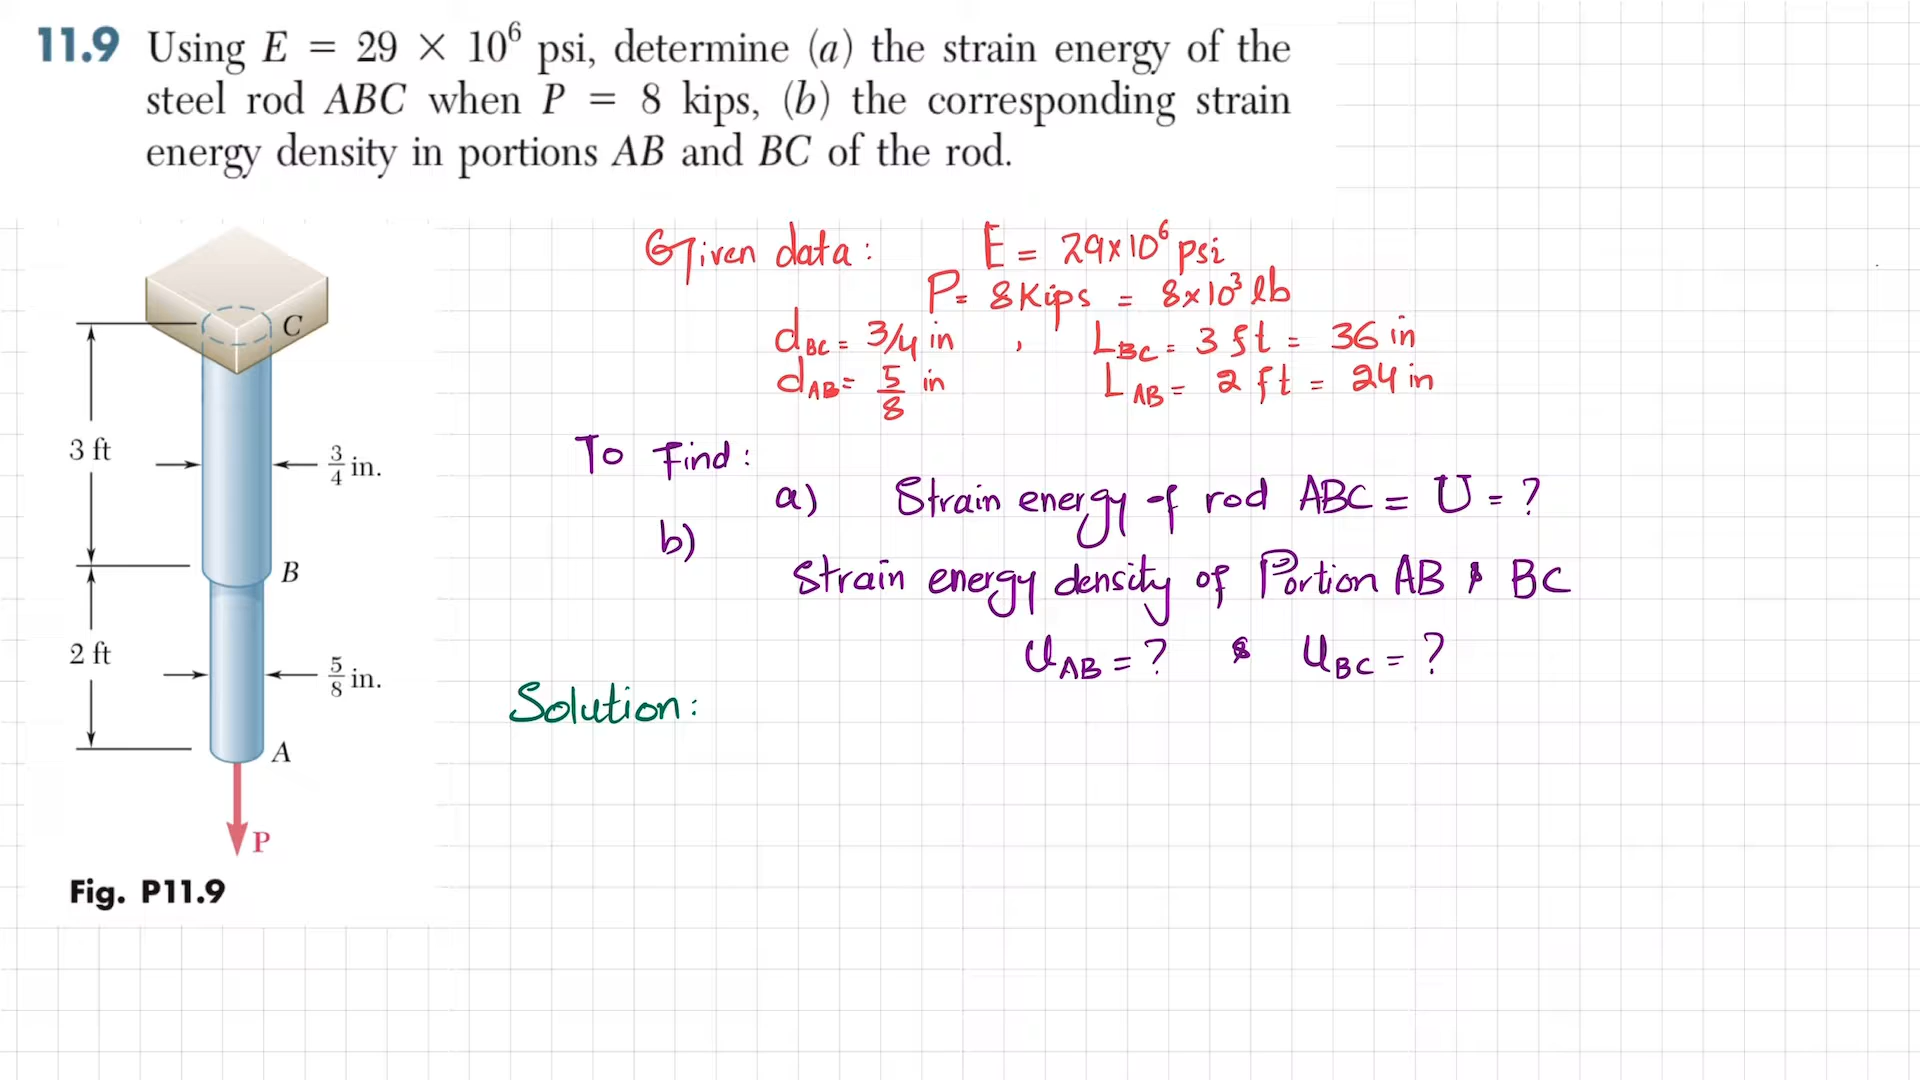 11.9 Using E = 29 × 10⁶ psi, determine (a) the strain energy of the
steel rod ABC when P = 8 kips, (b) the corresponding strain
energy density in portions AB and BC of the rod.
Given data: E = 29×10⁶ psi
P = 8 Kips = 8×10³ lb
d_BC = 3/4 in , L_BC = 3 ft = 36 in
d_AB = 5/8 in L_AB = 2 ft = 24 in
To Find:
a) Strain energy of rod ABC = U = ?
b)
Strain energy density of Portion AB & BC
u_AB = ? & u_BC = ?
Solution:
C
3 ft
3/4 in.
B
2 ft
5/8 in.
A
P
Fig. P11.9